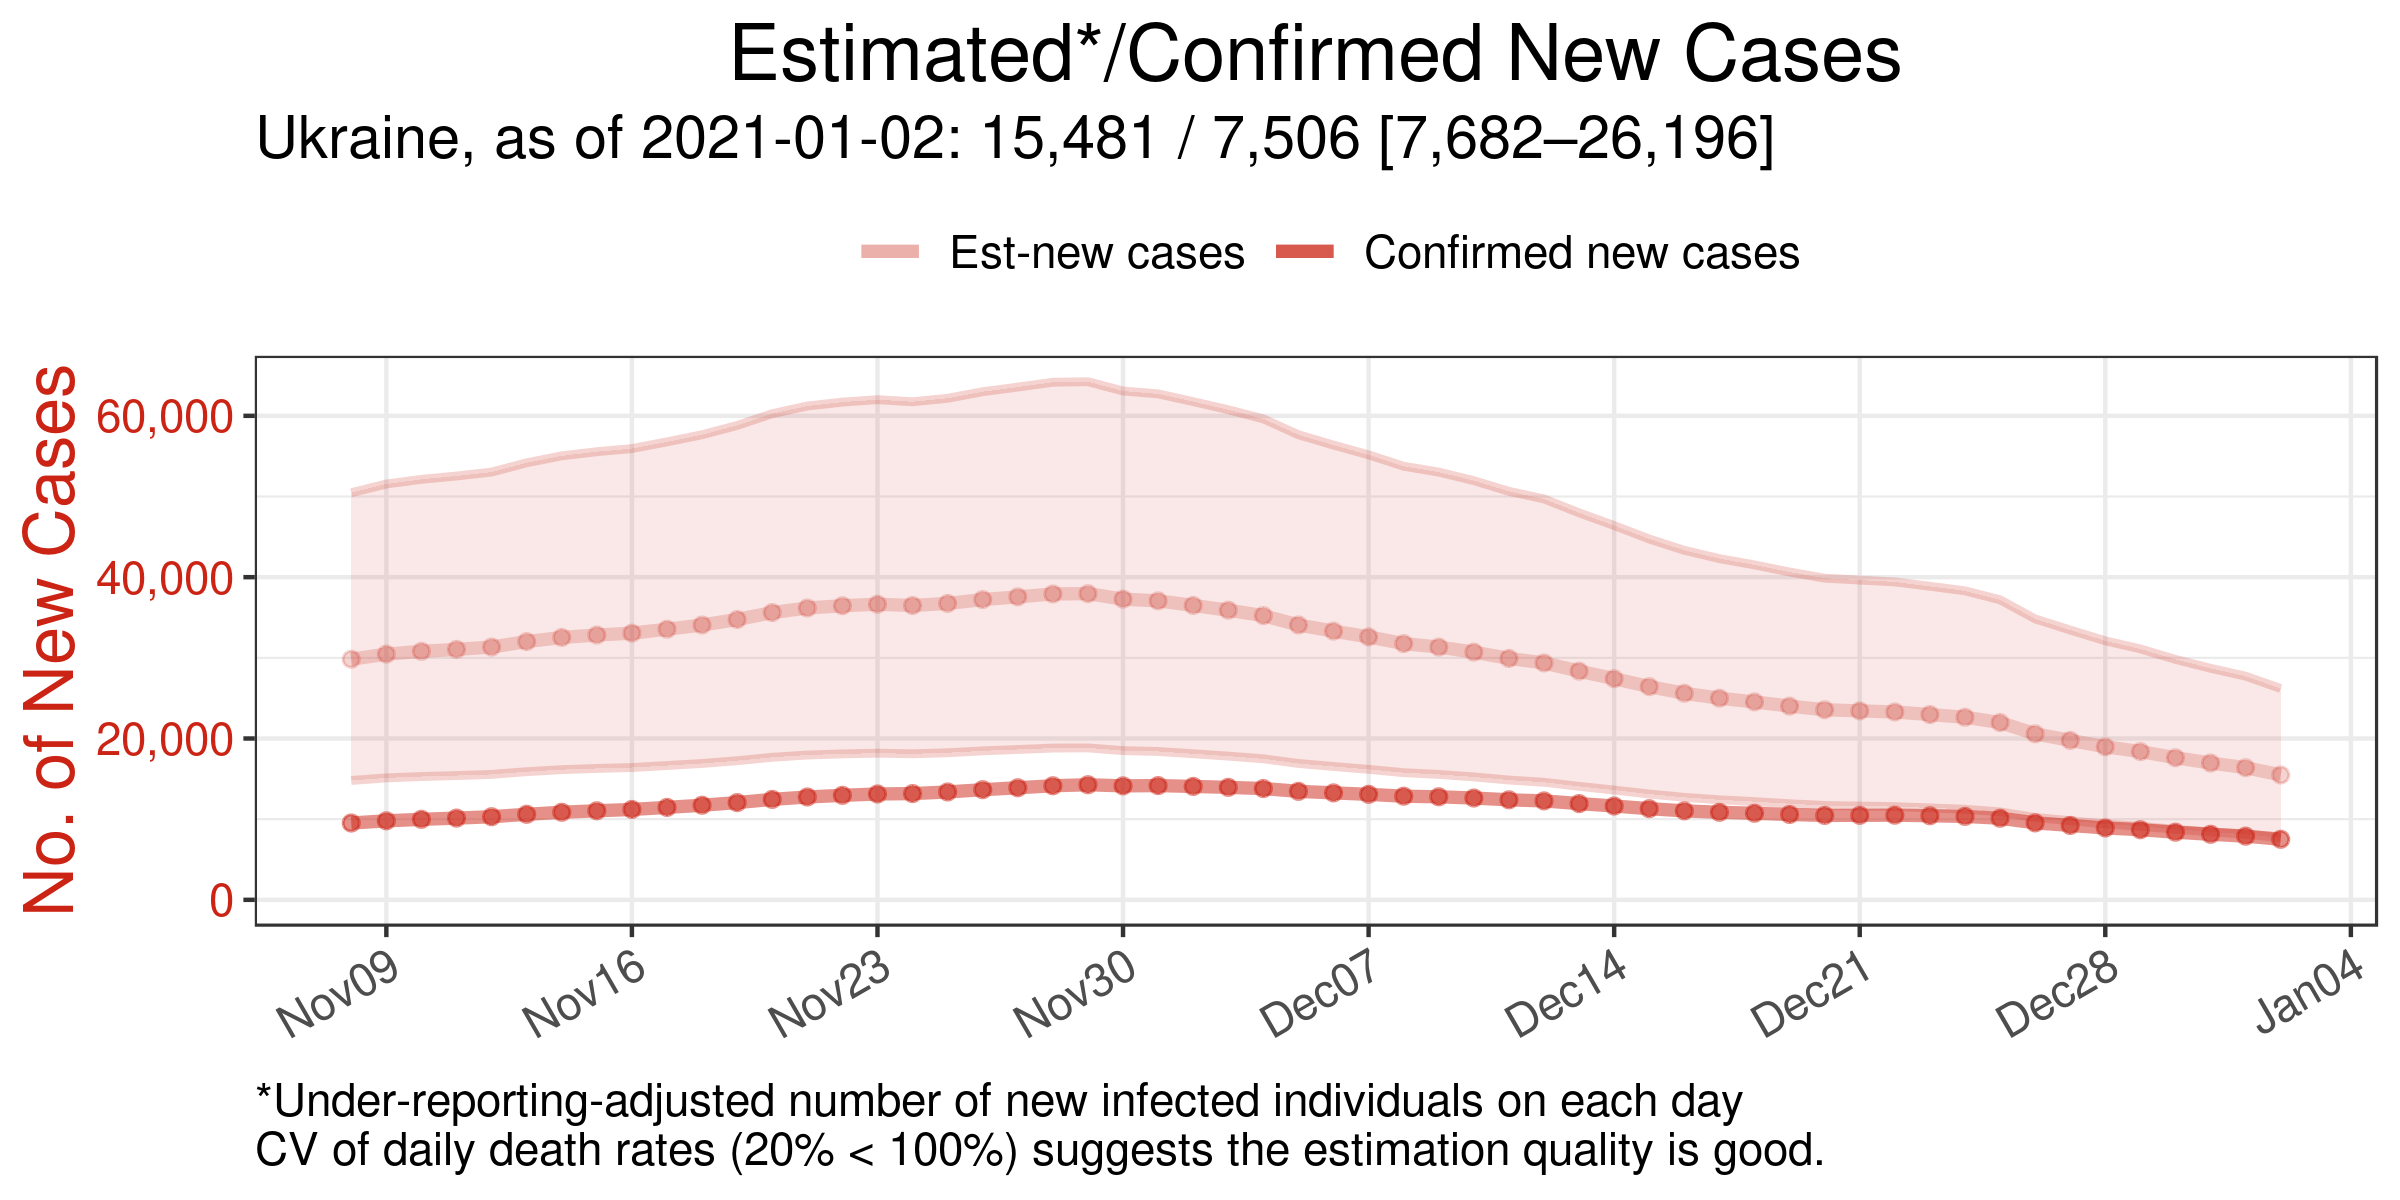 Estimated*/Confirmed New Cases
Ukraine, as of 2021-01-02: 15,481 / 7,506 [7,682–26,196]
Est-new cases Confirmed new cases
No. of New Cases
60,000
40,000
20,000
0
Nov09 Nov16 Nov23 Nov30 Dec07 Dec14 Dec21 Dec28 Jan04
*Under-reporting-adjusted number of new infected individuals on each day
CV of daily death rates (20% < 100%) suggests the estimation quality is good.